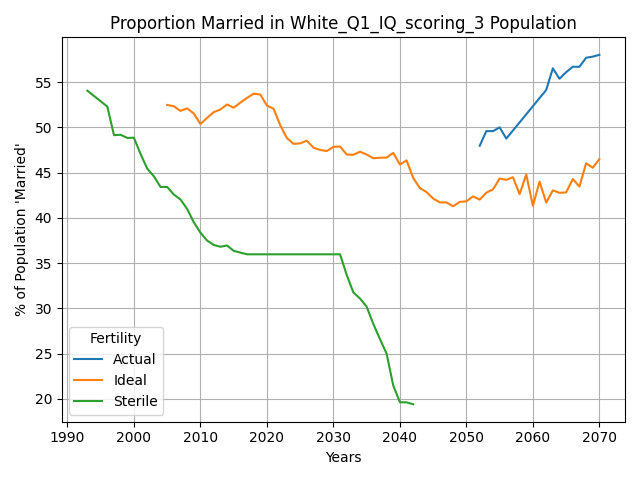 Proportion Married in White_Q1_IQ_scoring_3 Population
% of Population 'Married'
55
50
45
40
35
30
25
20
Fertility
Actual
Ideal
Sterile
1990 2000 2010 2020 2030 2040 2050 2060 2070
Years